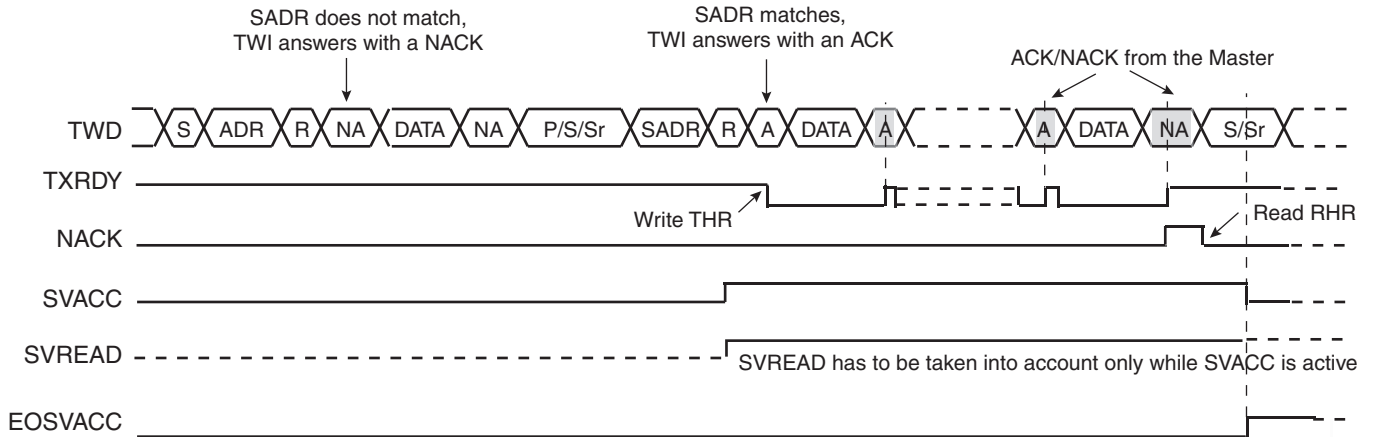 SADR does not match,
TWI answers with a NACK
SADR matches,
TWI answers with an ACK
ACK/NACK from the Master
TWD S ADR R NA DATA NA P/S/Sr SADR R A DATA A A DATA NA S/Sr
TXRDY
Write THR
Read RHR
NACK
SVACC
SVREAD
SVREAD has to be taken into account only while SVACC is active
EOSVACC